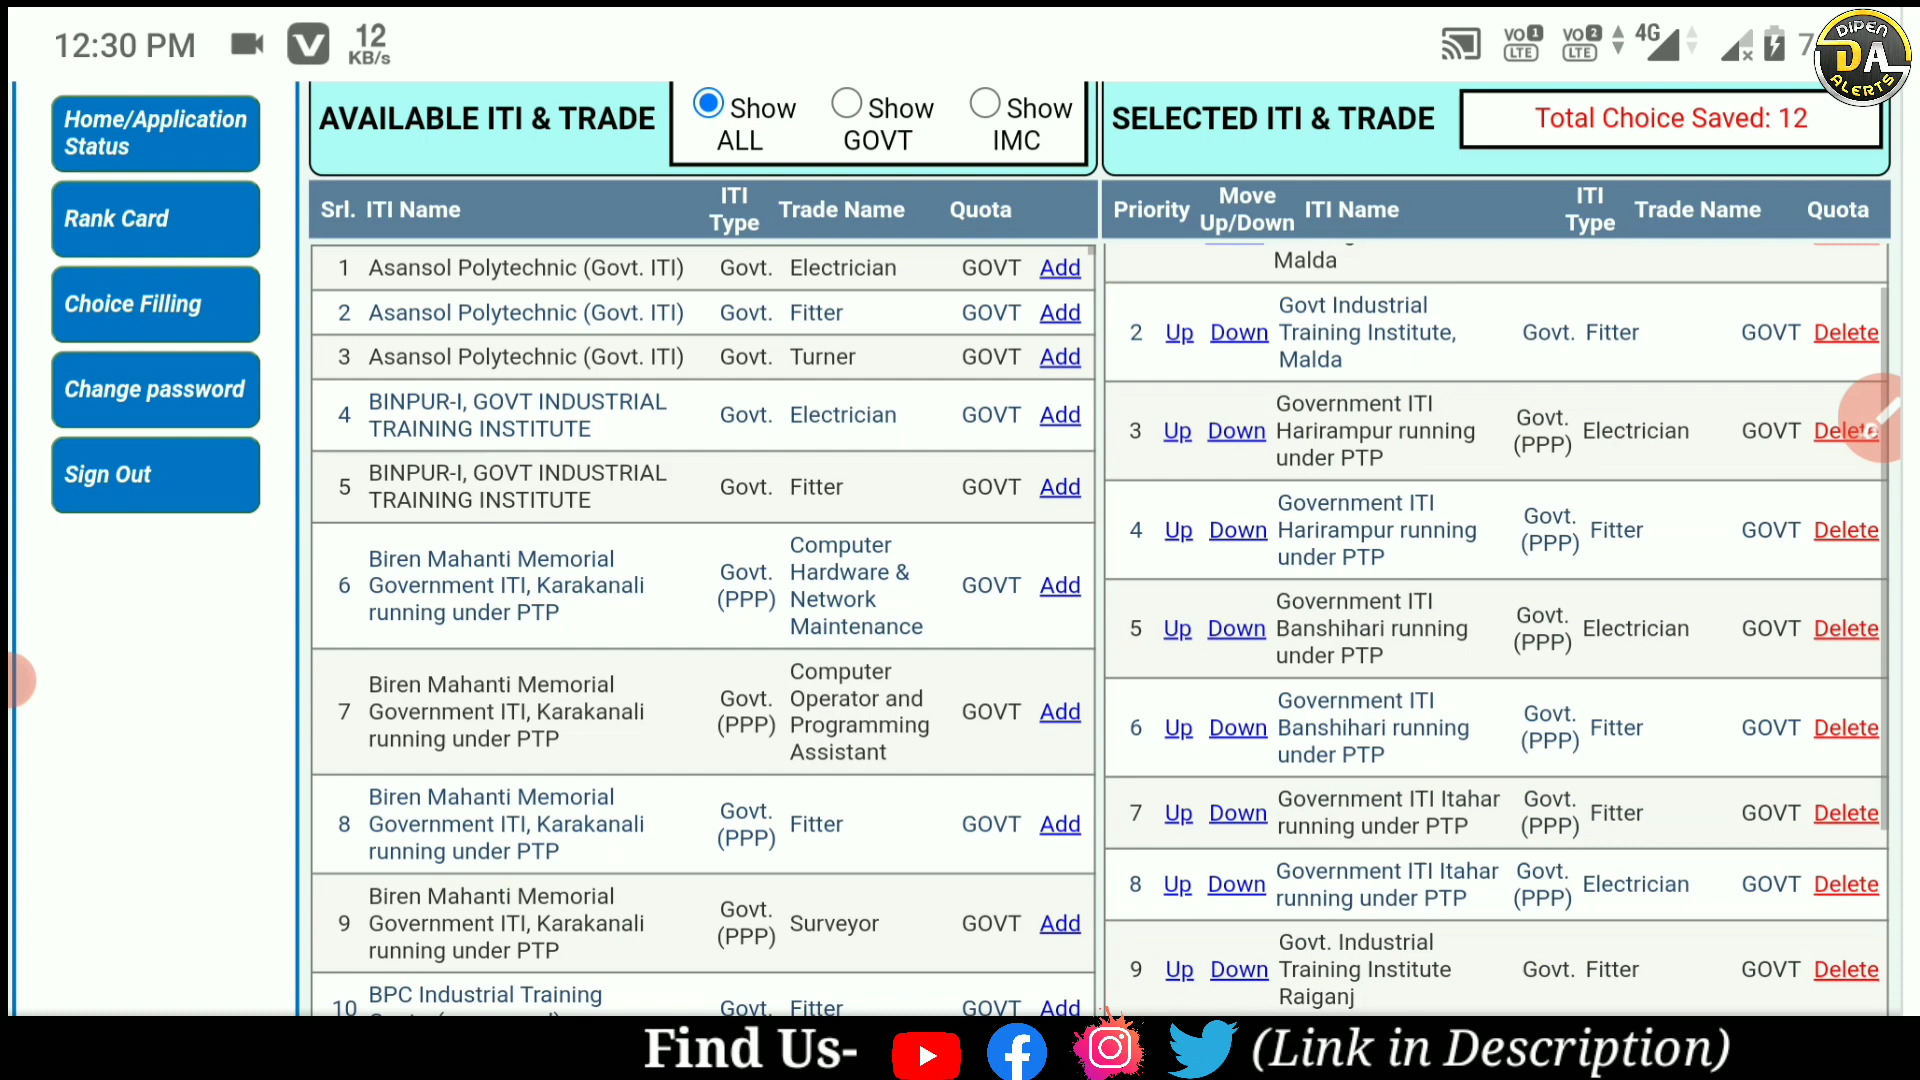 12:30 PM
12
KB/s
VO 1
LTE
VO 2
LTE
4G
7
DIPEN
DA
ALERTS
Home/Application
Status
Rank Card
Choice Filling
Change password
Sign Out
AVAILABLE ITI & TRADE
Show
ALL
Show
GOVT
Show
IMC
Srl. ITI Name ITI Type Trade Name Quota
1 Asansol Polytechnic (Govt. ITI) Govt. Electrician GOVT Add
2 Asansol Polytechnic (Govt. ITI) Govt. Fitter GOVT Add
3 Asansol Polytechnic (Govt. ITI) Govt. Turner GOVT Add
4 BINPUR-I, GOVT INDUSTRIAL
TRAINING INSTITUTE Govt. Electrician GOVT Add
5 BINPUR-I, GOVT INDUSTRIAL
TRAINING INSTITUTE Govt. Fitter GOVT Add
6 Biren Mahanti Memorial
Government ITI, Karakanali
running under PTP
Govt.
(PPP)
Computer
Hardware &
Network
Maintenance
GOVT Add
7 Biren Mahanti Memorial
Government ITI, Karakanali
running under PTP
Govt.
(PPP)
Computer
Operator and
Programming
Assistant
GOVT Add
8 Biren Mahanti Memorial
Government ITI, Karakanali
running under PTP
Govt.
(PPP)
Fitter GOVT Add
9 Biren Mahanti Memorial
Government ITI, Karakanali
running under PTP
Govt.
(PPP)
Surveyor GOVT Add
10 BPC Industrial Training
Govt. Fitter GOVT Add
SELECTED ITI & TRADE
Total Choice Saved: 12
Priority Move Up/Down ITI Name ITI Type Trade Name Quota
Malda
2 Up Down Govt Industrial
Training Institute,
Malda
Govt. Fitter GOVT Delete
3 Up Down Government ITI
Harirampur running
under PTP
Govt.
(PPP)
Electrician GOVT Delete
4 Up Down Government ITI
Harirampur running
under PTP
Govt.
(PPP)
Fitter GOVT Delete
5 Up Down Government ITI
Banshihari running
under PTP
Govt.
(PPP)
Electrician GOVT Delete
6 Up Down Government ITI
Banshihari running
under PTP
Govt.
(PPP)
Fitter GOVT Delete
7 Up Down Government ITI Itahar
running under PTP
Govt.
(PPP)
Fitter GOVT Delete
8 Up Down Government ITI Itahar
running under PTP
Govt.
(PPP)
Electrician GOVT Delete
9 Up Down Govt. Industrial
Training Institute
Raiganj
Govt. Fitter GOVT Delete
Find Us- (Link in Description)